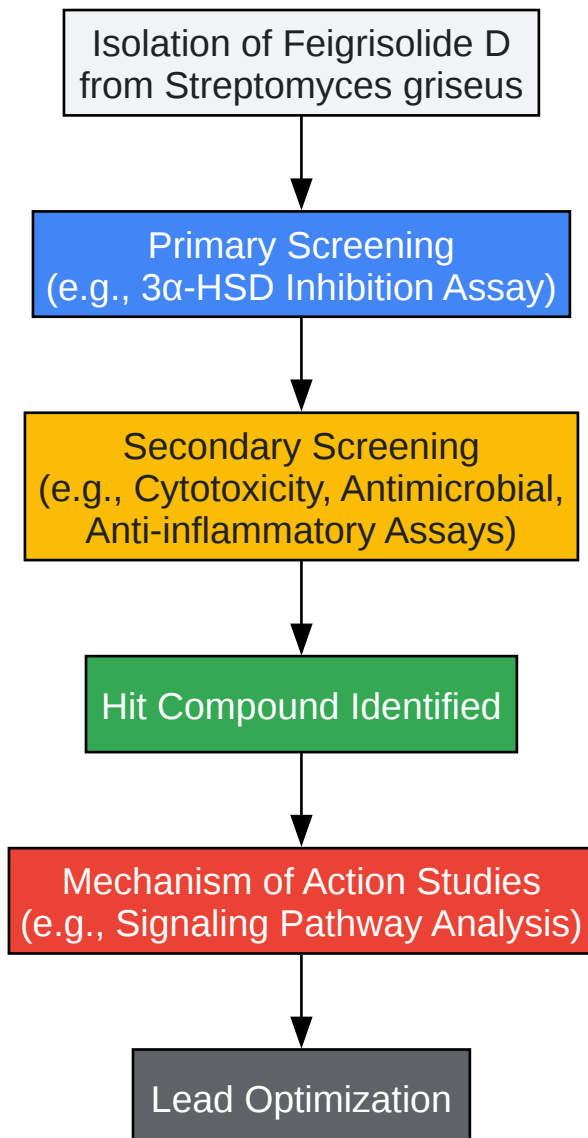 Isolation of Feigrisolide D
from Streptomyces griseus
Primary Screening
(e.g., 3α-HSD Inhibition Assay)
Secondary Screening
(e.g., Cytotoxicity, Antimicrobial,
Anti-inflammatory Assays)
Hit Compound Identified
Mechanism of Action Studies
(e.g., Signaling Pathway Analysis)
Lead Optimization